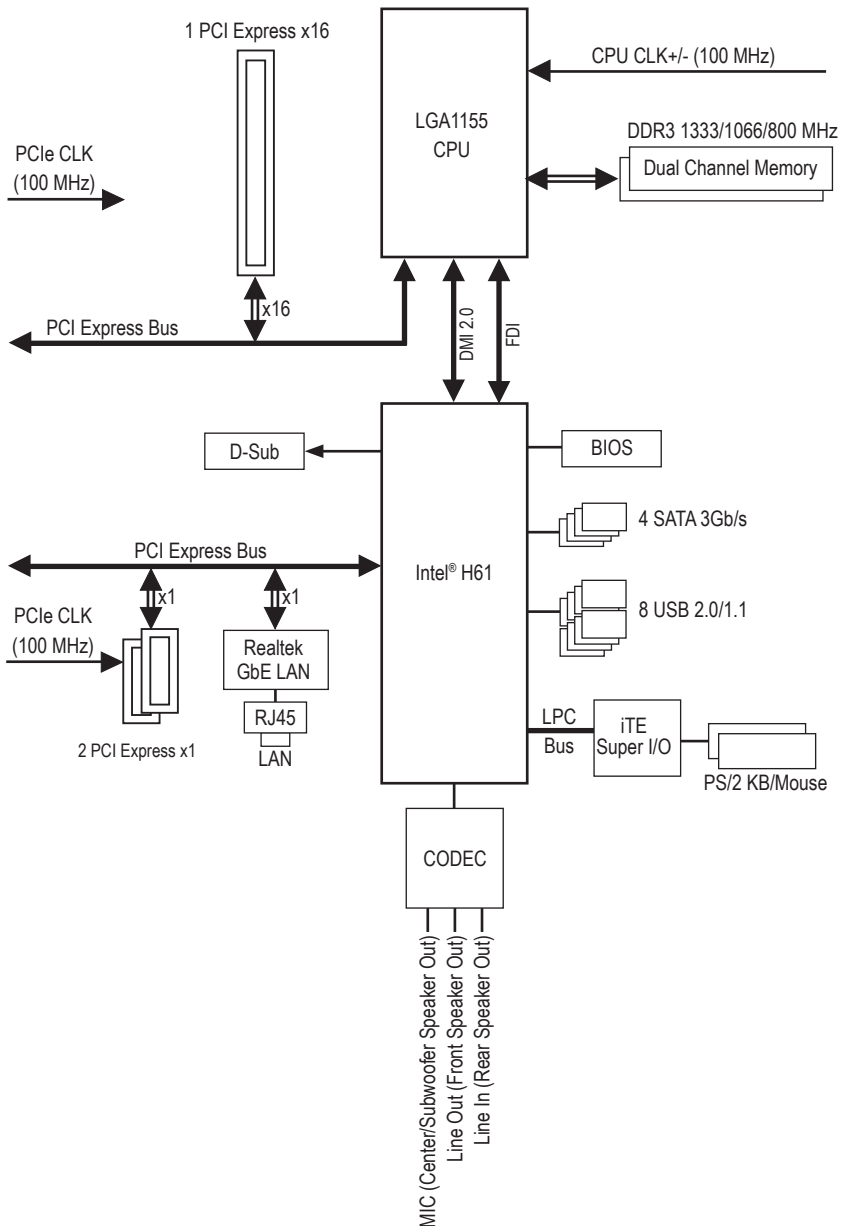 1 PCI Express x16
CPU CLK+/- (100 MHz)
LGA1155
CPU
DDR3 1333/1066/800 MHz
Dual Channel Memory
PCIe CLK
(100 MHz)
x16
PCI Express Bus
DMI 2.0
FDI
D-Sub
BIOS
4 SATA 3Gb/s
PCI Express Bus
Intel® H61
x1
x1
8 USB 2.0/1.1
PCIe CLK
(100 MHz)
Realtek
GbE LAN
RJ45
LAN
2 PCI Express x1
LPC
Bus
iTE
Super I/O
PS/2 KB/Mouse
CODEC
MIC (Center/Subwoofer Speaker Out)
Line Out (Front Speaker Out)
Line In (Rear Speaker Out)